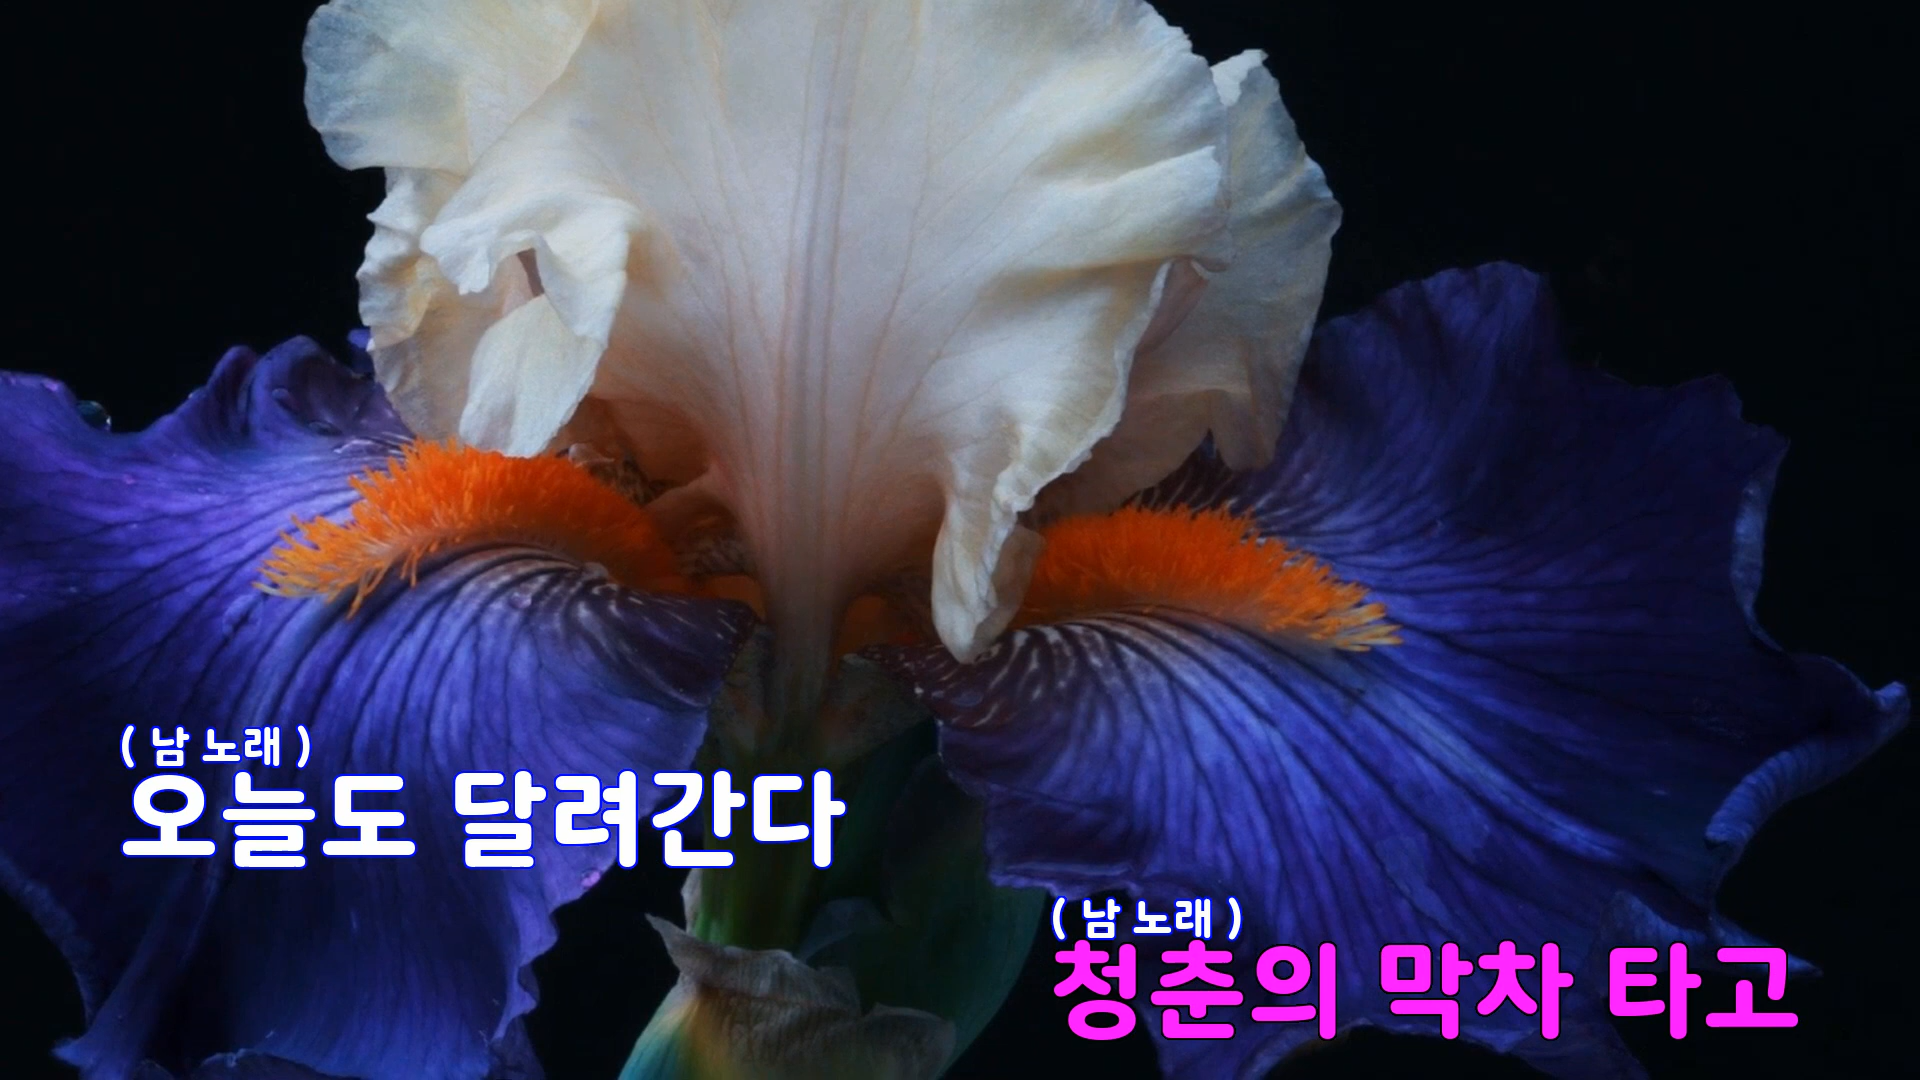 ( 남 노래 )
오늘도 달려간다
( 남 노래 )
청춘의 막차 타고